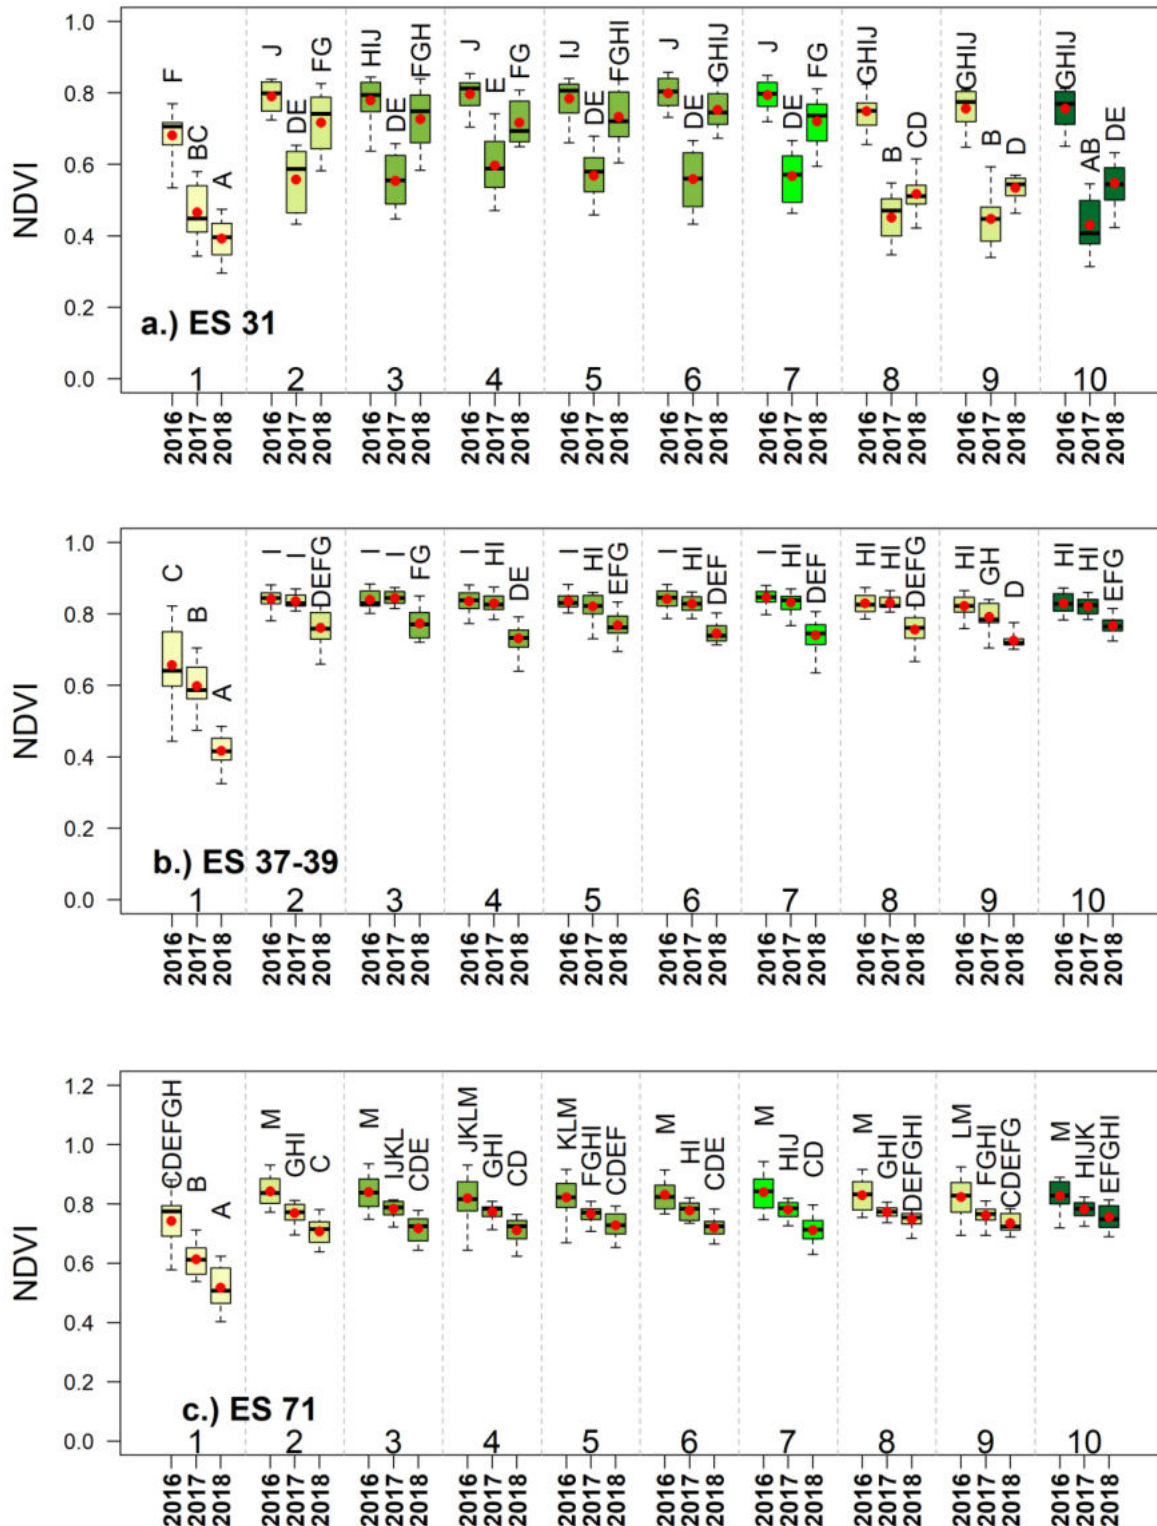 NDVI
1.0
0.8
0.6
0.4
0.2
0.0
F BC A J DE FG HIJ DE FGH J E FG IJ DE FGHI J DE GHIJ J DE FG GHIJ B CD GHIJ B D GHIJ AB DE
a.) ES 31
1 2 3 4 5 6 7 8 9 10
2016 2017 2018 2016 2017 2018 2016 2017 2018 2016 2017 2018 2016 2017 2018 2016 2017 2018 2016 2017 2018 2016 2017 2018 2016 2017 2018 2016 2017 2018
NDVI
1.0
0.8
0.6
0.4
0.2
0.0
C B A I I DEFG I I FG I HI DE I HI EFG I HI DEF I HI DEF HI HI DEFG HI GH D HI HI EFG
b.) ES 37-39
1 2 3 4 5 6 7 8 9 10
2016 2017 2018 2016 2017 2018 2016 2017 2018 2016 2017 2018 2016 2017 2018 2016 2017 2018 2016 2017 2018 2016 2017 2018 2016 2017 2018 2016 2017 2018
NDVI
1.2
1.0
0.8
0.6
0.4
0.2
0.0
CDEFGH B A M GHI C M IJKL CDE JKLM GHI CD KLM FGHI CDEF M HI CDE M HIJ CD M GHI DEFGHI LM FGHI CDEFG M HIJK EFGHI
c.) ES 71
1 2 3 4 5 6 7 8 9 10
2016 2017 2018 2016 2017 2018 2016 2017 2018 2016 2017 2018 2016 2017 2018 2016 2017 2018 2016 2017 2018 2016 2017 2018 2016 2017 2018 2016 2017 2018